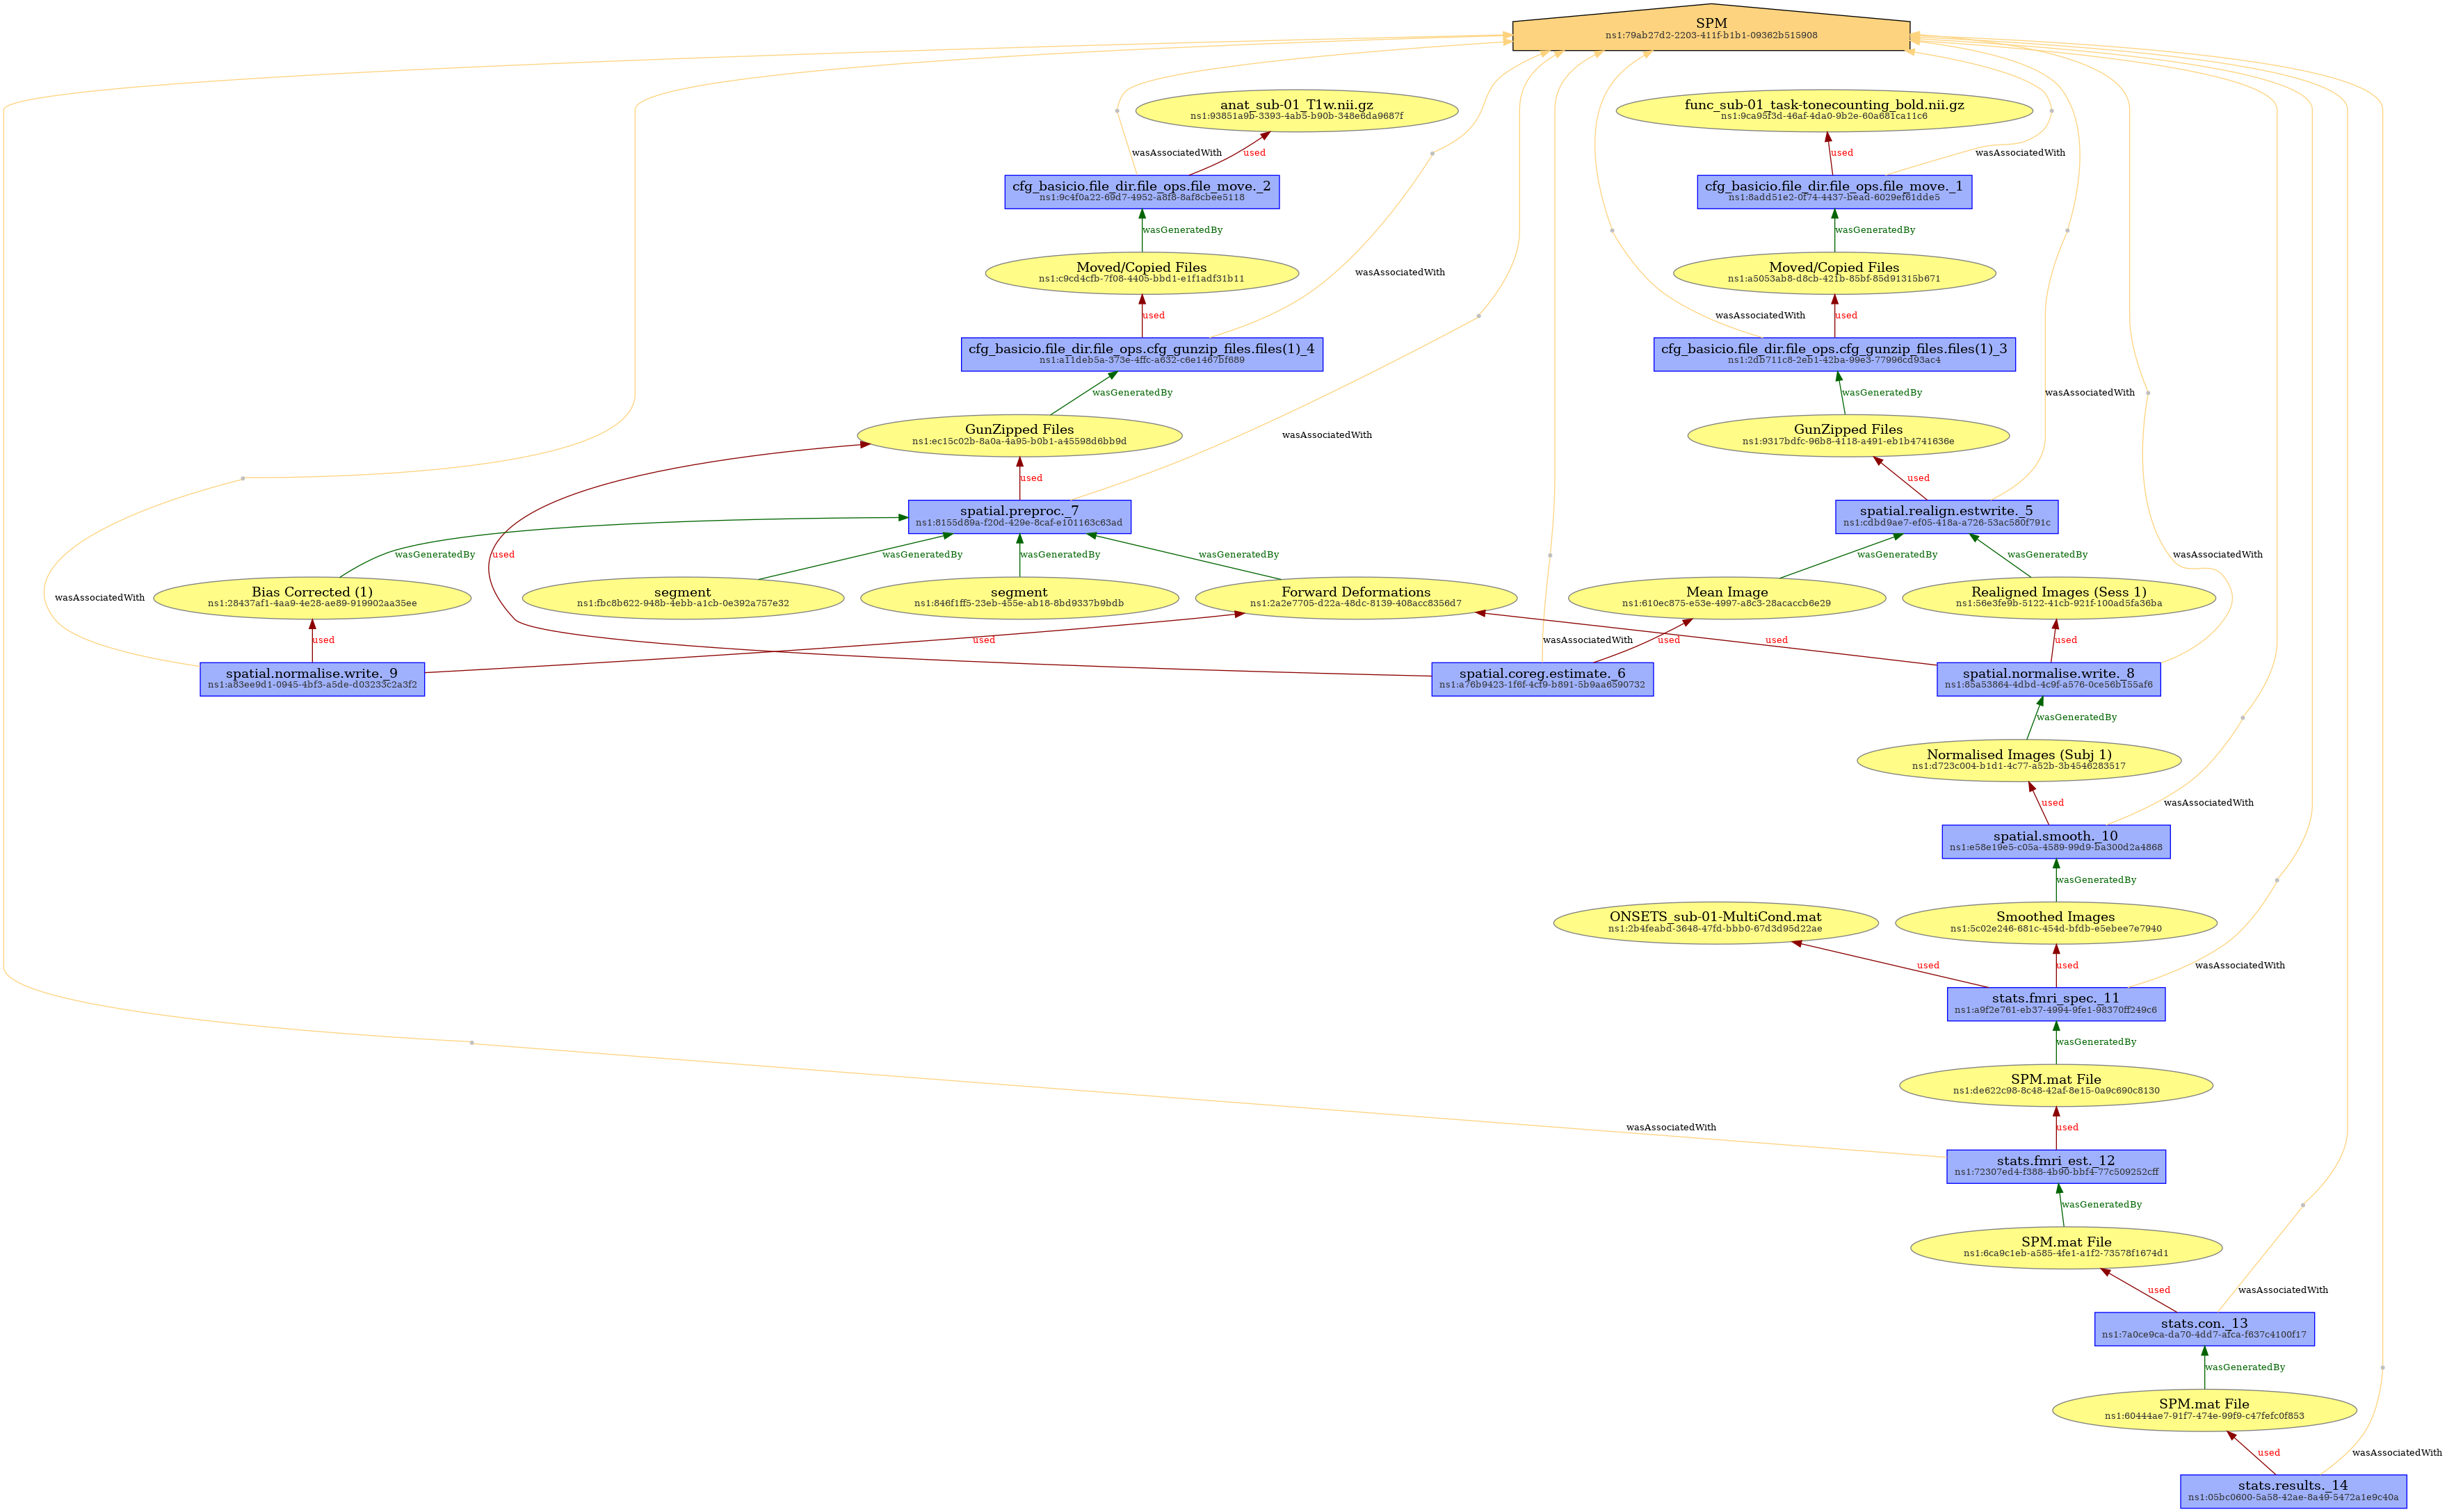 SPM
ns1:79ab27d2-2203-411f-b1b1-09362b515908
anat_sub-01_T1w.nii.gz
ns1:93851a9b-3393-4ab5-b90b-348e6da9687f
func_sub-01_task-tonecounting_bold.nii.gz
ns1:9ca95f3d-46af-4da0-9b2e-60a681ca11c6
wasAssociatedWith
used
used
wasAssociatedWith
cfg_basicio.file_dir.file_ops.file_move._2
ns1:9c4f0a22-69d7-4952-a8f8-8af8cbee5118
cfg_basicio.file_dir.file_ops.file_move._1
ns1:8add51e2-0f74-4437-bead-6029ef61dde5
wasGeneratedBy
wasGeneratedBy
Moved/Copied Files
ns1:c9cd4cfb-7f08-4405-bbd1-e1f1adf31b11
wasAssociatedWith
Moved/Copied Files
ns1:a5053ab8-d8cb-421b-85bf-85d91315b671
used
wasAssociatedWith
used
cfg_basicio.file_dir.file_ops.cfg_gunzip_files.files(1)_4
ns1:a11deb5a-373e-4ffc-a632-c6e1467bf689
cfg_basicio.file_dir.file_ops.cfg_gunzip_files.files(1)_3
ns1:2db711c8-2eb1-42ba-99e3-77996cd93ac4
wasGeneratedBy
wasGeneratedBy
wasAssociatedWith
GunZipped Files
ns1:ec15c02b-8a0a-4a95-b0b1-a45598d6bb9d
wasAssociatedWith
GunZipped Files
ns1:9317bdfc-96b8-4118-a491-eb1b4741636e
used
used
spatial.preproc._7
ns1:8155d89a-f20d-429e-8caf-e101163c63ad
spatial.realign.estwrite._5
ns1:cdbd9ae7-ef05-418a-a726-53ac580f791c
wasGeneratedBy
used
wasGeneratedBy
wasGeneratedBy
wasGeneratedBy
wasGeneratedBy
wasGeneratedBy
wasAssociatedWith
wasAssociatedWith
Bias Corrected (1)
ns1:28437af1-4aa9-4e28-ae89-919902aa35ee
segment
ns1:fbc8b622-948b-4ebb-a1cb-0e392a757e32
segment
ns1:846f1ff5-23eb-455e-ab18-8bd9337b9bdb
Forward Deformations
ns1:2a2e7705-d22a-48dc-8139-408acc8356d7
Mean Image
ns1:610ec875-e53e-4997-a8c3-28acaccb6e29
Realigned Images (Sess 1)
ns1:56e3fe9b-5122-41cb-921f-100ad5fa36ba
used
used
wasAssociatedWith
used
used
used
spatial.normalise.write._9
ns1:a83ee9d1-0945-4bf3-a5de-d03233c2a3f2
spatial.coreg.estimate._6
ns1:a76b9423-1f6f-4cf9-b891-5b9aa6590732
spatial.normalise.write._8
ns1:85a53864-4dbd-4c9f-a576-0ce56b155af6
wasGeneratedBy
Normalised Images (Subj 1)
ns1:d723c004-b1d1-4c77-a52b-3b4546283517
used
wasAssociatedWith
spatial.smooth._10
ns1:e58e19e5-c05a-4589-99d9-ba300d2a4868
wasGeneratedBy
ONSETS_sub-01-MultiCond.mat
ns1:2b4feabd-3648-47fd-bbb0-67d3d95d22ae
Smoothed Images
ns1:5c02e246-681c-454d-bfdb-e5ebee7e7940
used
used
wasAssociatedWith
stats.fmri_spec._11
ns1:a9f2e761-eb37-4994-9fe1-98370ff249c6
wasGeneratedBy
SPM.mat File
ns1:de622c98-8c48-42af-8e15-0a9c690c8130
wasAssociatedWith
used
stats.fmri_est._12
ns1:72307ed4-f388-4b90-bbf4-77c509252cff
wasGeneratedBy
SPM.mat File
ns1:6ca9c1eb-a585-4fe1-a1f2-73578f1674d1
used
wasAssociatedWith
stats.con._13
ns1:7a0ce9ca-da70-4dd7-afca-f637c4100f17
wasGeneratedBy
SPM.mat File
ns1:60444ae7-91f7-474e-99f9-c47fefc0f853
used
wasAssociatedWith
stats.results._14
ns1:05bc0600-5a58-42ae-8a49-5472a1e9c40a